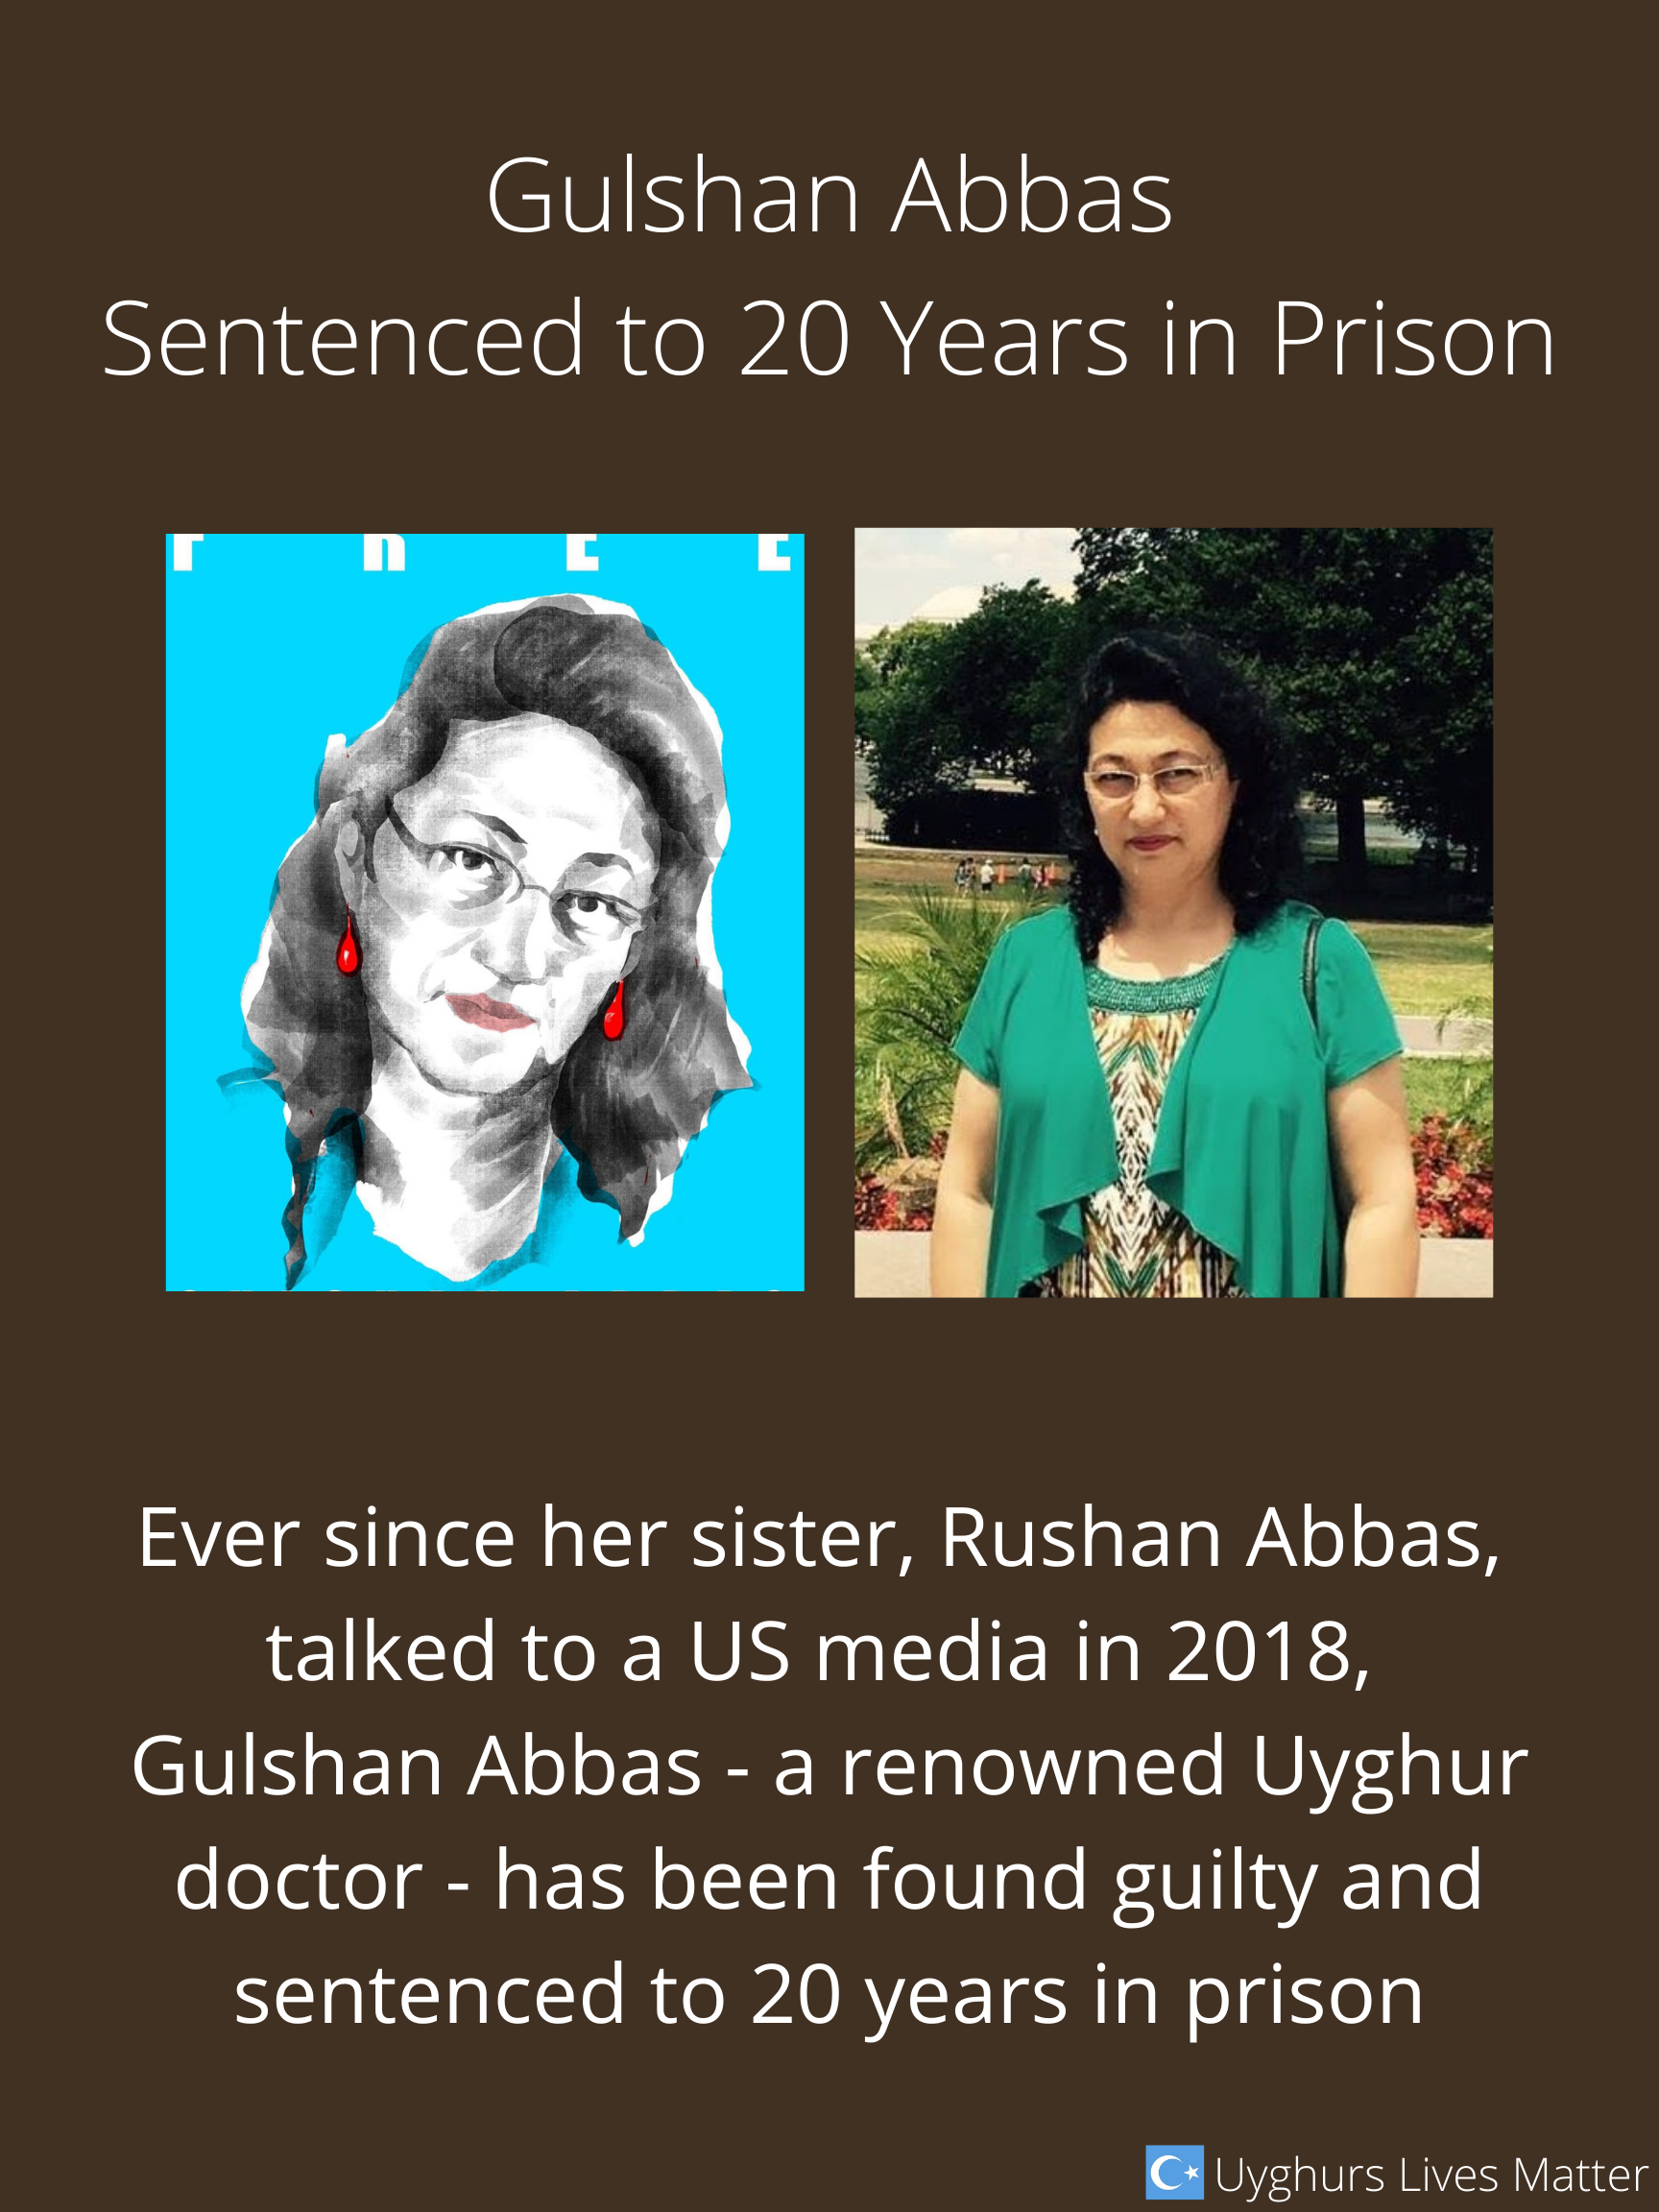 Gulshan Abbas
Sentenced to 20 Years in Prison
FREE
Ever since her sister, Rushan Abbas,
talked to a US media in 2018,
Gulshan Abbas - a renowned Uyghur
doctor - has been found guilty and
sentenced to 20 years in prison
Uyghurs Lives Matter